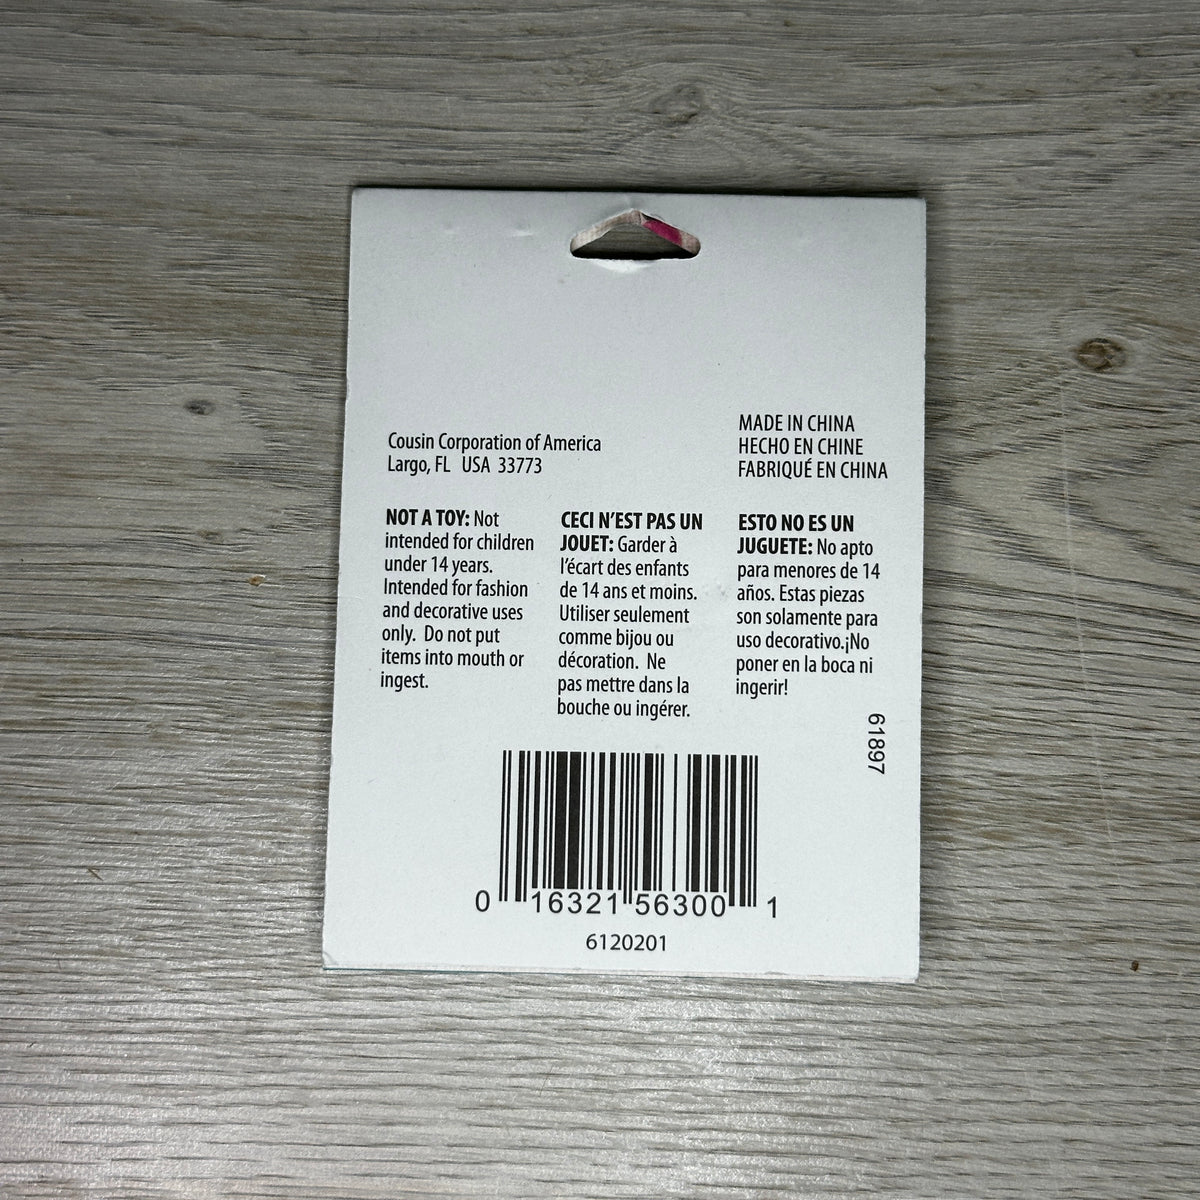 Cousin Corporation of America
Largo, FL USA 33773
MADE IN CHINA
HECHO EN CHINE
FABRIQUÉ EN CHINA
NOT A TOY: Not
intended for children
under 14 years.
Intended for fashion
and decorative uses
only. Do not put
items into mouth or
ingest.
CECI N'EST PAS UN
JOUET: Garder à
l'écart des enfants
de 14 ans et moins.
Utiliser seulement
comme bijou ou
décoration. Ne
pas mettre dans la
bouche ou ingérer.
ESTO NO ES UN
JUGUETE: No apto
para menores de 14
años. Estas piezas
son solamente para
uso decorativo.¡No
poner en la boca ni
ingerir!
61897
0 16321 56300 1
6120201